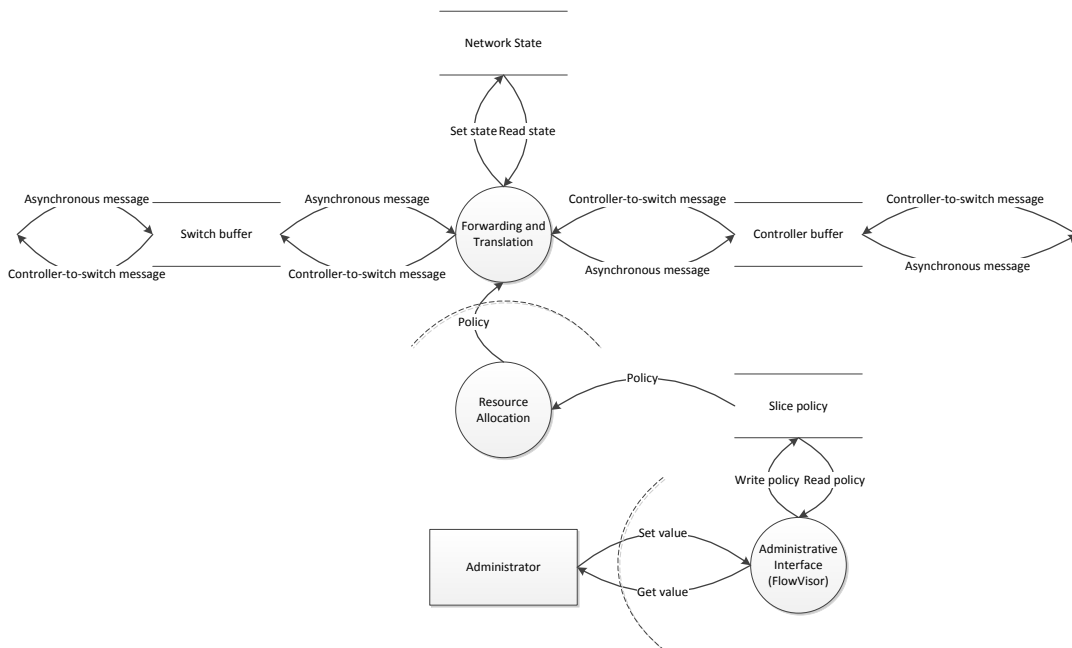 Network State
Set state
Read state
Asynchronous message
Asynchronous message
Controller-to-switch message
Controller-to-switch message
Switch buffer
Forwarding and
Translation
Controller buffer
Controller-to-switch message
Controller-to-switch message
Asynchronous message
Asynchronous message
Policy
Policy
Resource
Allocation
Slice policy
Write policy
Read policy
Set value
Administrator
Administrative
Interface
(FlowVisor)
Get value